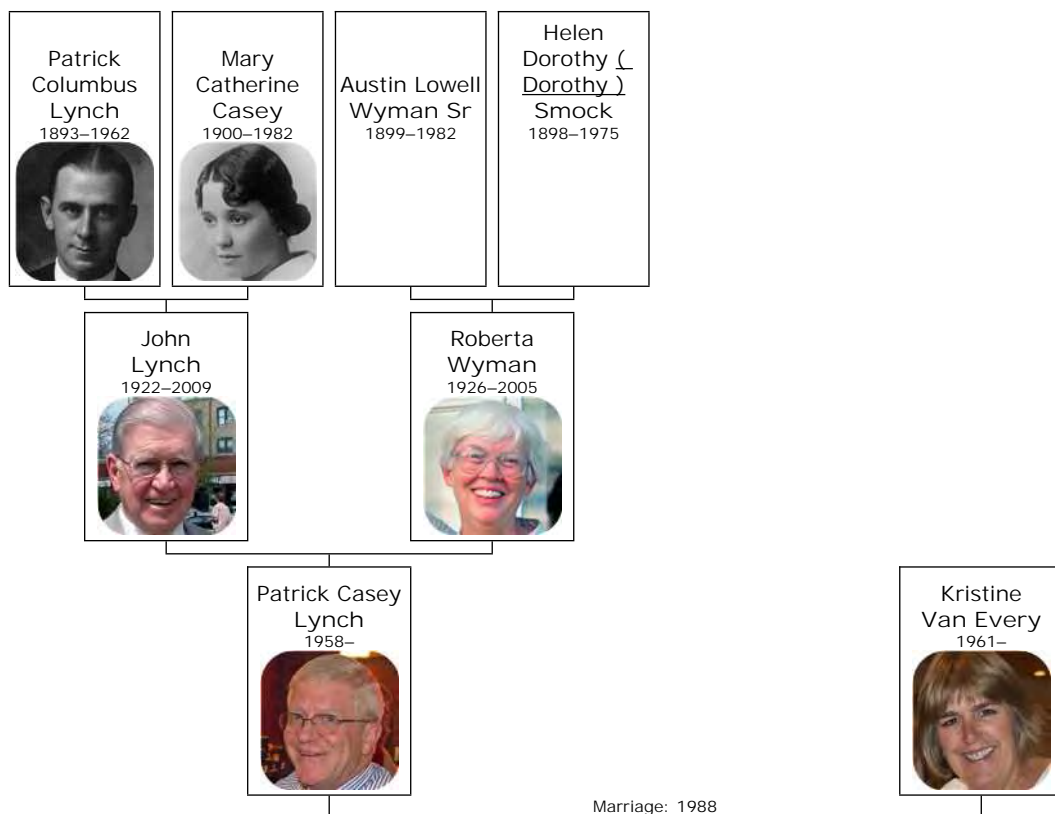 Patrick
Columbus
Lynch
1893–1962
Mary
Catherine
Casey
1900–1982
Austin Lowell
Wyman Sr
1899–1982
Helen
Dorothy (
Dorothy )
Smock
1898–1975
John
Lynch
1922–2009
Roberta
Wyman
1926–2005
Patrick Casey
Lynch
1958–
Kristine
Van Every
1961–
Marriage: 1988